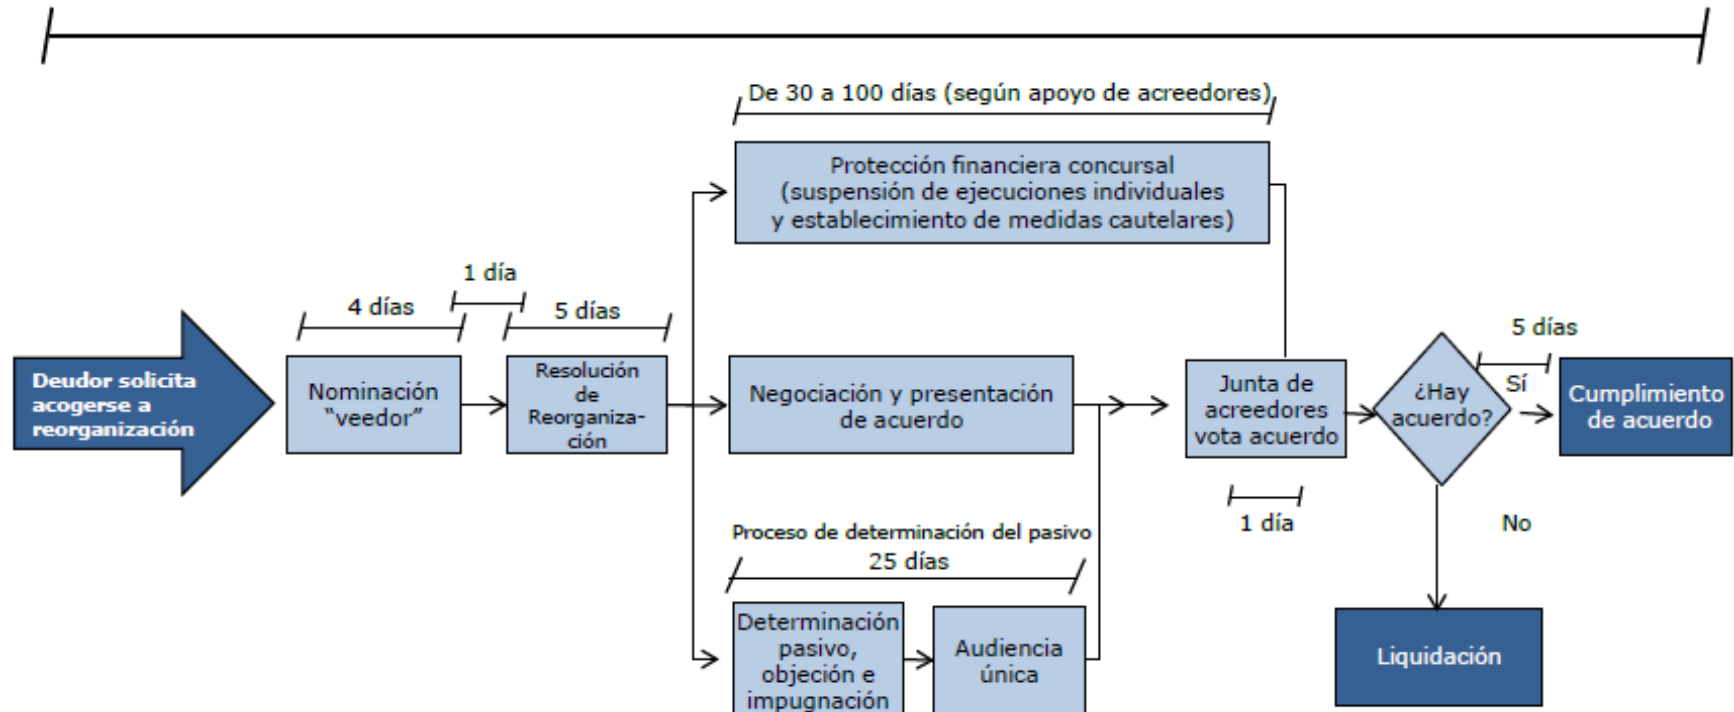 De 30 a 100 días (según apoyo de acreedores)
Protección financiera concursal
(suspensión de ejecuciones individuales
y establecimiento de medidas cautelares)
1 día
4 días
5 días
Deudor solicita
acogerse a
reorganización
Nominación
“veedor”
Resolución
de
Reorganiza-
ción
Negociación y presentación
de acuerdo
Junta de
acreedores
vota acuerdo
1 día
¿Hay
acuerdo?
5 días
Sí
Cumplimiento
de acuerdo
No
Liquidación
Proceso de determinación del pasivo
25 días
Determinación
pasivo,
objeción e
impugnación
Audiencia
única